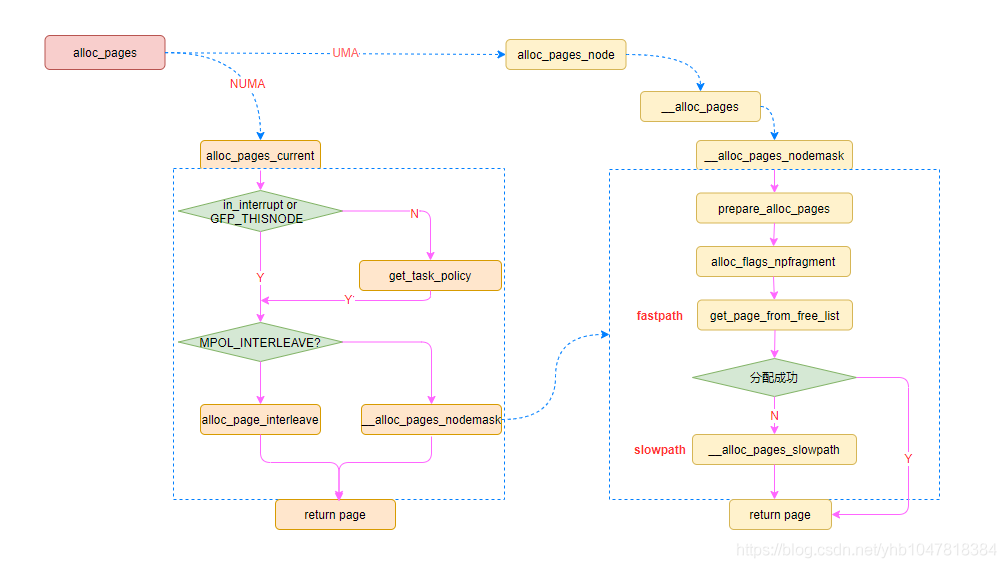 alloc_pages
UMA
alloc_pages_node
NUMA
__alloc_pages
alloc_pages_current
__alloc_pages_nodemask
in_interrupt or
GFP_THISNODE
N
get_task_policy
Y
Y
MPOL_INTERLEAVE?
alloc_page_interleave
__alloc_pages_nodemask
return page
prepare_alloc_pages
alloc_flags_npfragment
fastpath
get_page_from_free_list
分配成功
N
Y
slowpath
__alloc_pages_slowpath
return page
https://blog.csdn.net/yhb1047818384